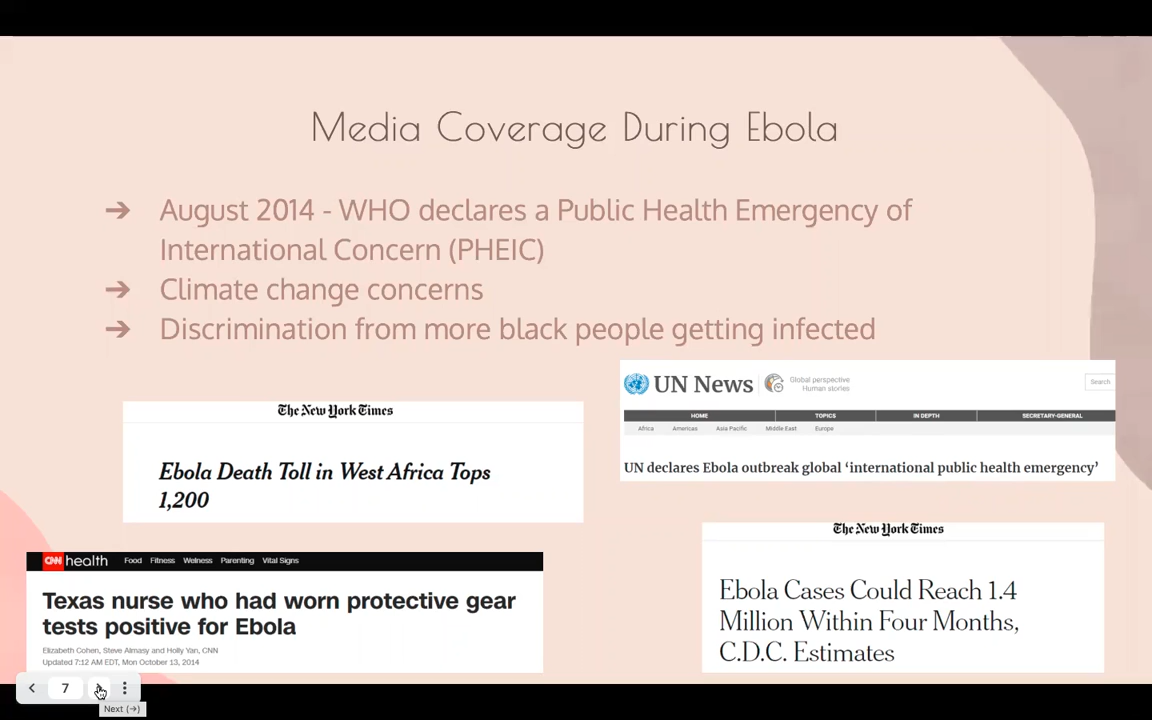 Media Coverage During Ebola
➔ August 2014 - WHO declares a Public Health Emergency of
International Concern (PHEIC)
➔ Climate change concerns
➔ Discrimination from more black people getting infected
UN News
Global perspective
Human stories
Search
HOME TOPICS IN DEPTH SECRETARY-GENERAL
Africa Americas Asia Pacific Middle East Europe
UN declares Ebola outbreak global ‘international public health emergency’
The New York Times
Ebola Death Toll in West Africa Tops
1,200
The New York Times
Ebola Cases Could Reach 1.4
Million Within Four Months,
C.D.C. Estimates
CNN health Food Fitness Welness Parenting Vital Signs
Texas nurse who had worn protective gear
tests positive for Ebola
Elizabeth Cohen, Steve Almasy and Holly Yan, CNN
Updated 7:12 AM EDT, Mon October 13, 2014
7
Next (→)